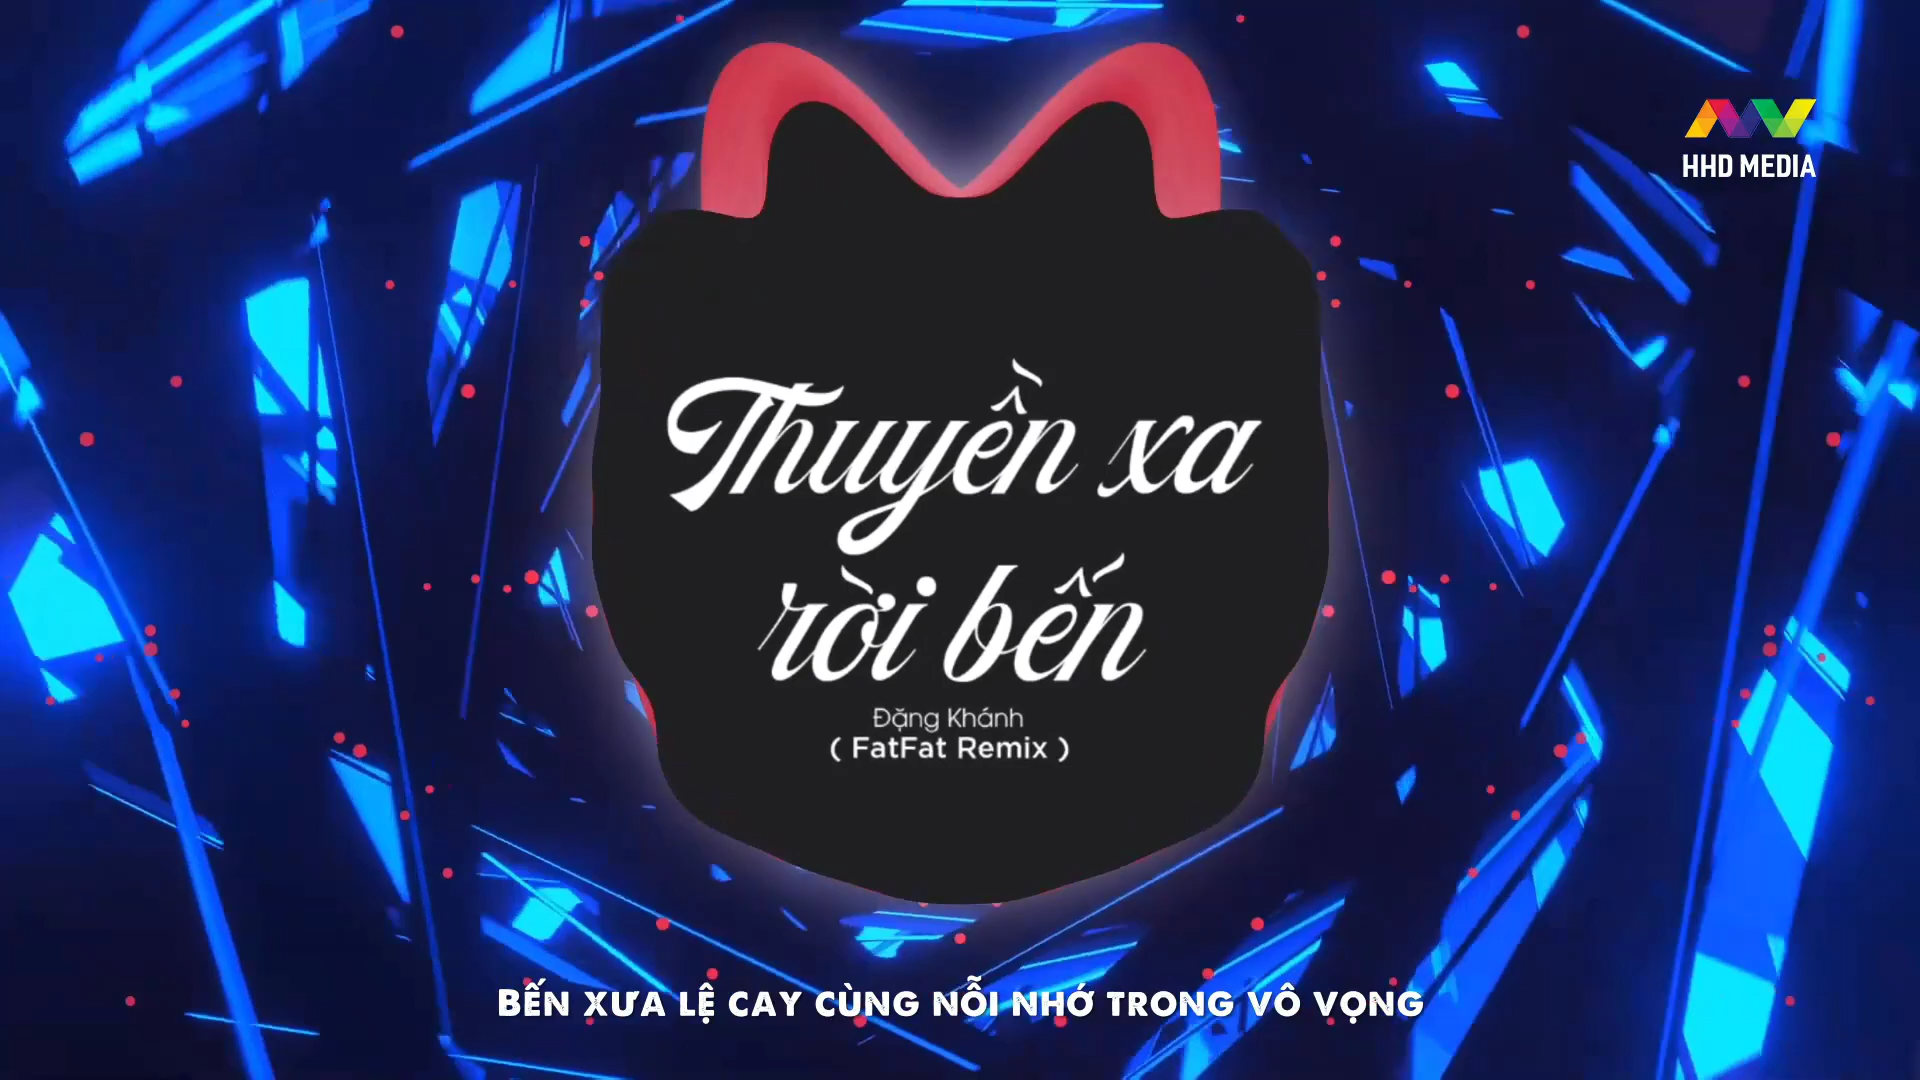 HHD MEDIA
Thuyền xa
rời bến
Đặng Khánh
( FatFat Remix )
BẾN XƯA LỆ CAY CÙNG NỖI NHỚ TRONG VÔ VỌNG